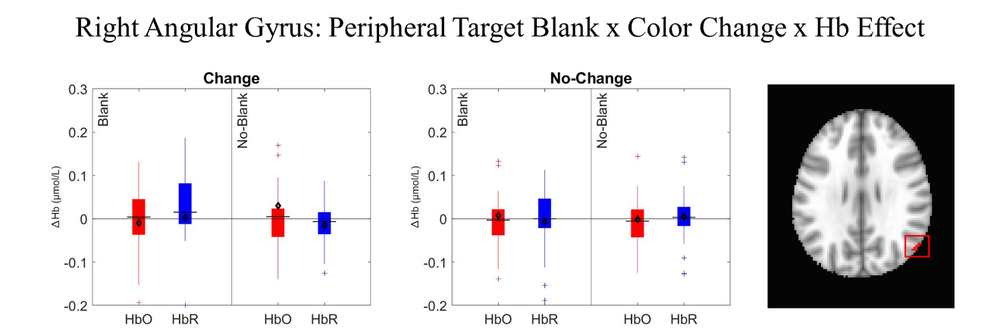 Right Angular Gyrus: Peripheral Target Blank x Color Change x Hb Effect
Change
0.3
0.2
0.1
0
-0.1
-0.2
ΔHb (μmol/L)
Blank
No-Blank
HbO HbR HbO HbR
No-Change
0.3
0.2
0.1
0
-0.1
-0.2
ΔHb (μmol/L)
Blank
No-Blank
HbO HbR HbO HbR